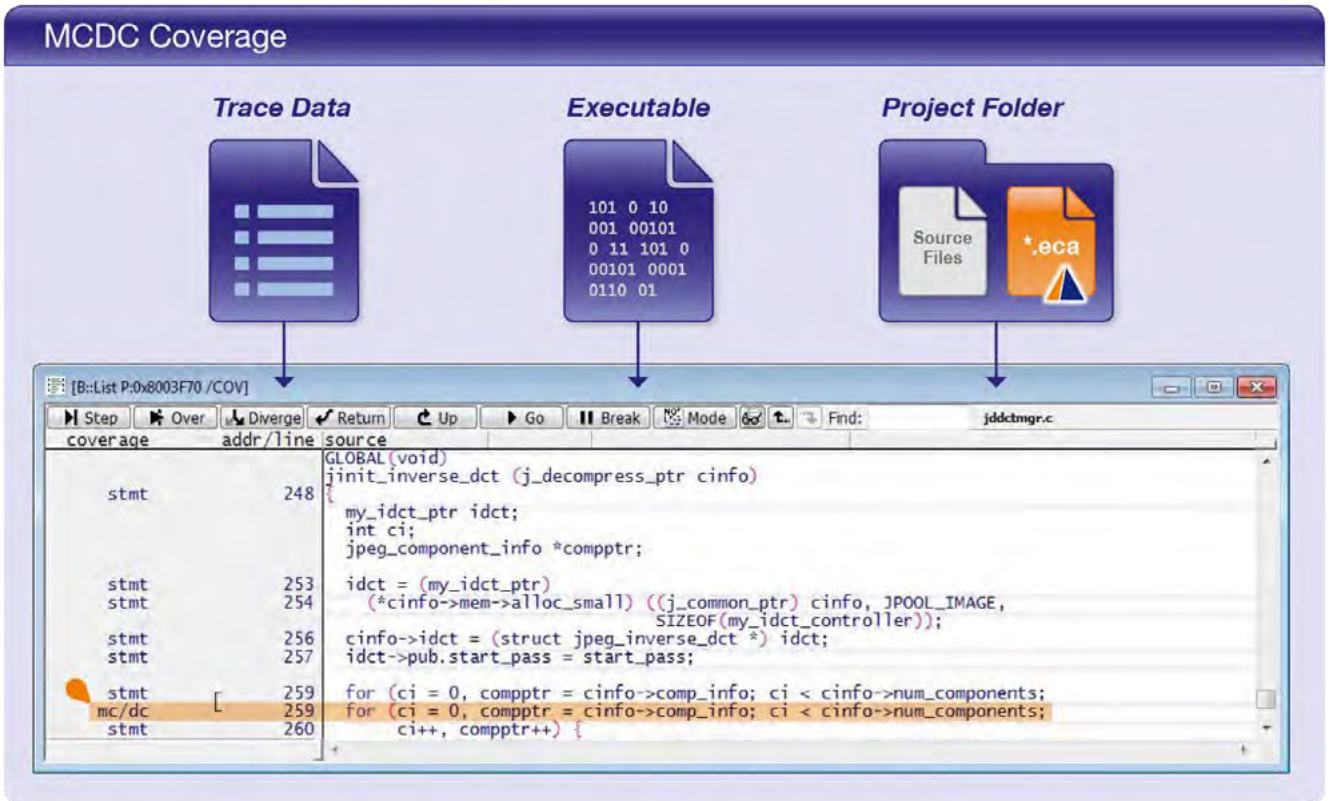 MCDC Coverage
Trace Data
Executable
Project Folder
101 0 10
001 00101
0 11 101 0
00101 0001
0110 01
Source
Files
*.eca
[B::List P:0x8003F70 /COV]
Step Over Diverge Return Up Go Break Mode Find: jddctmgr.c
coverage addr/line source
GLOBAL(void)
jinit_inverse_dct (j_decompress_ptr cinfo)
stmt 248 {
my_idct_ptr idct;
int ci;
jpeg_component_info *compptr;
stmt 253 idct = (my_idct_ptr)
stmt 254 (*cinfo->mem->alloc_small) ((j_common_ptr) cinfo, JPOOL_IMAGE,
SIZEOF(my_idct_controller));
stmt 256 cinfo->idct = (struct jpeg_inverse_dct *) idct;
stmt 257 idct->pub.start_pass = start_pass;
stmt 259 for (ci = 0, compptr = cinfo->comp_info; ci < cinfo->num_components;
mc/dc 259 for (ci = 0, compptr = cinfo->comp_info; ci < cinfo->num_components;
stmt 260 ci++, compptr++) {